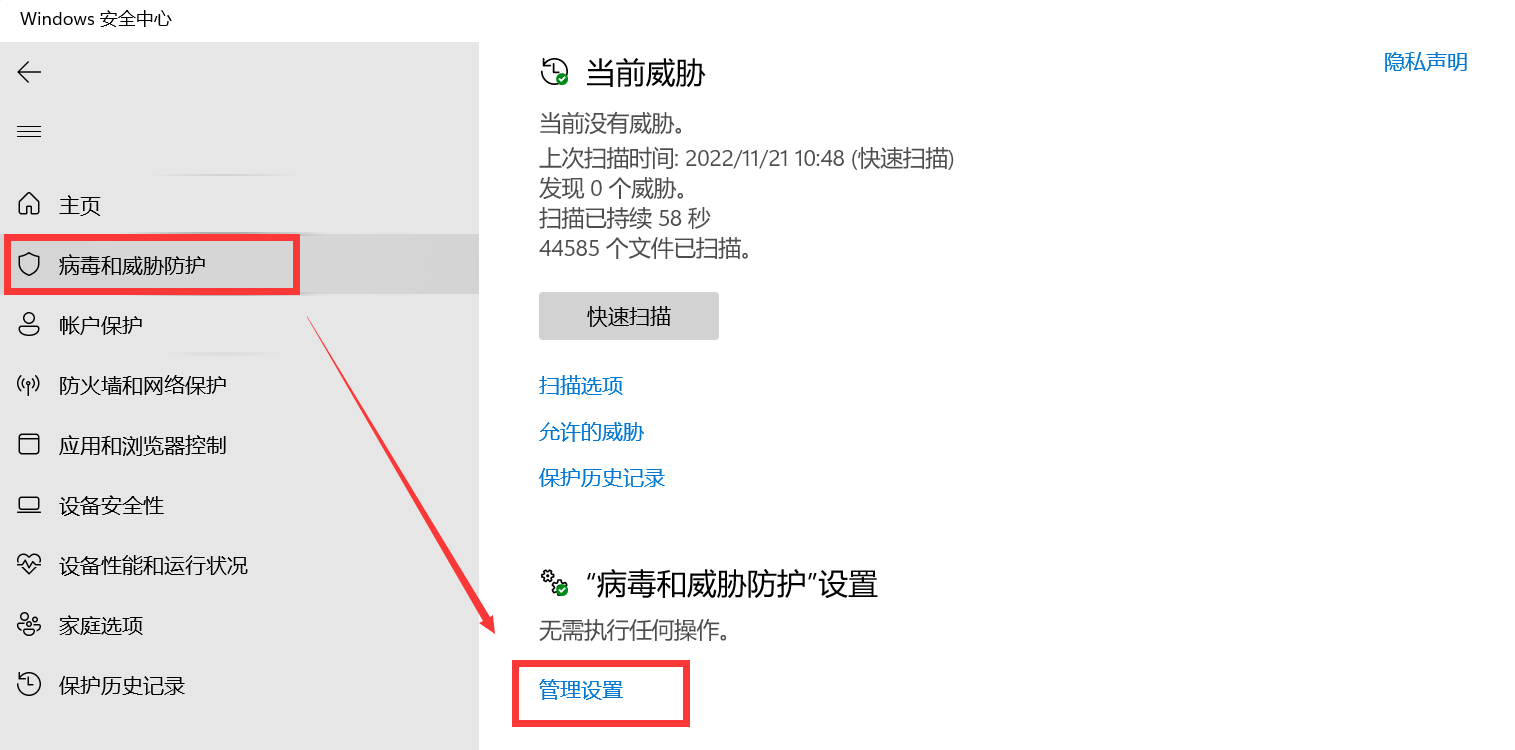 Windows 安全中心
主页
病毒和威胁防护
帐户保护
防火墙和网络保护
应用和浏览器控制
设备安全性
设备性能和运行状况
家庭选项
保护历史记录
当前威胁
当前没有威胁。
上次扫描时间: 2022/11/21 10:48 (快速扫描)
发现 0 个威胁。
扫描已持续 58 秒
44585 个文件已扫描。
快速扫描
扫描选项
允许的威胁
保护历史记录
“病毒和威胁防护”设置
无需执行任何操作。
管理设置
隐私声明